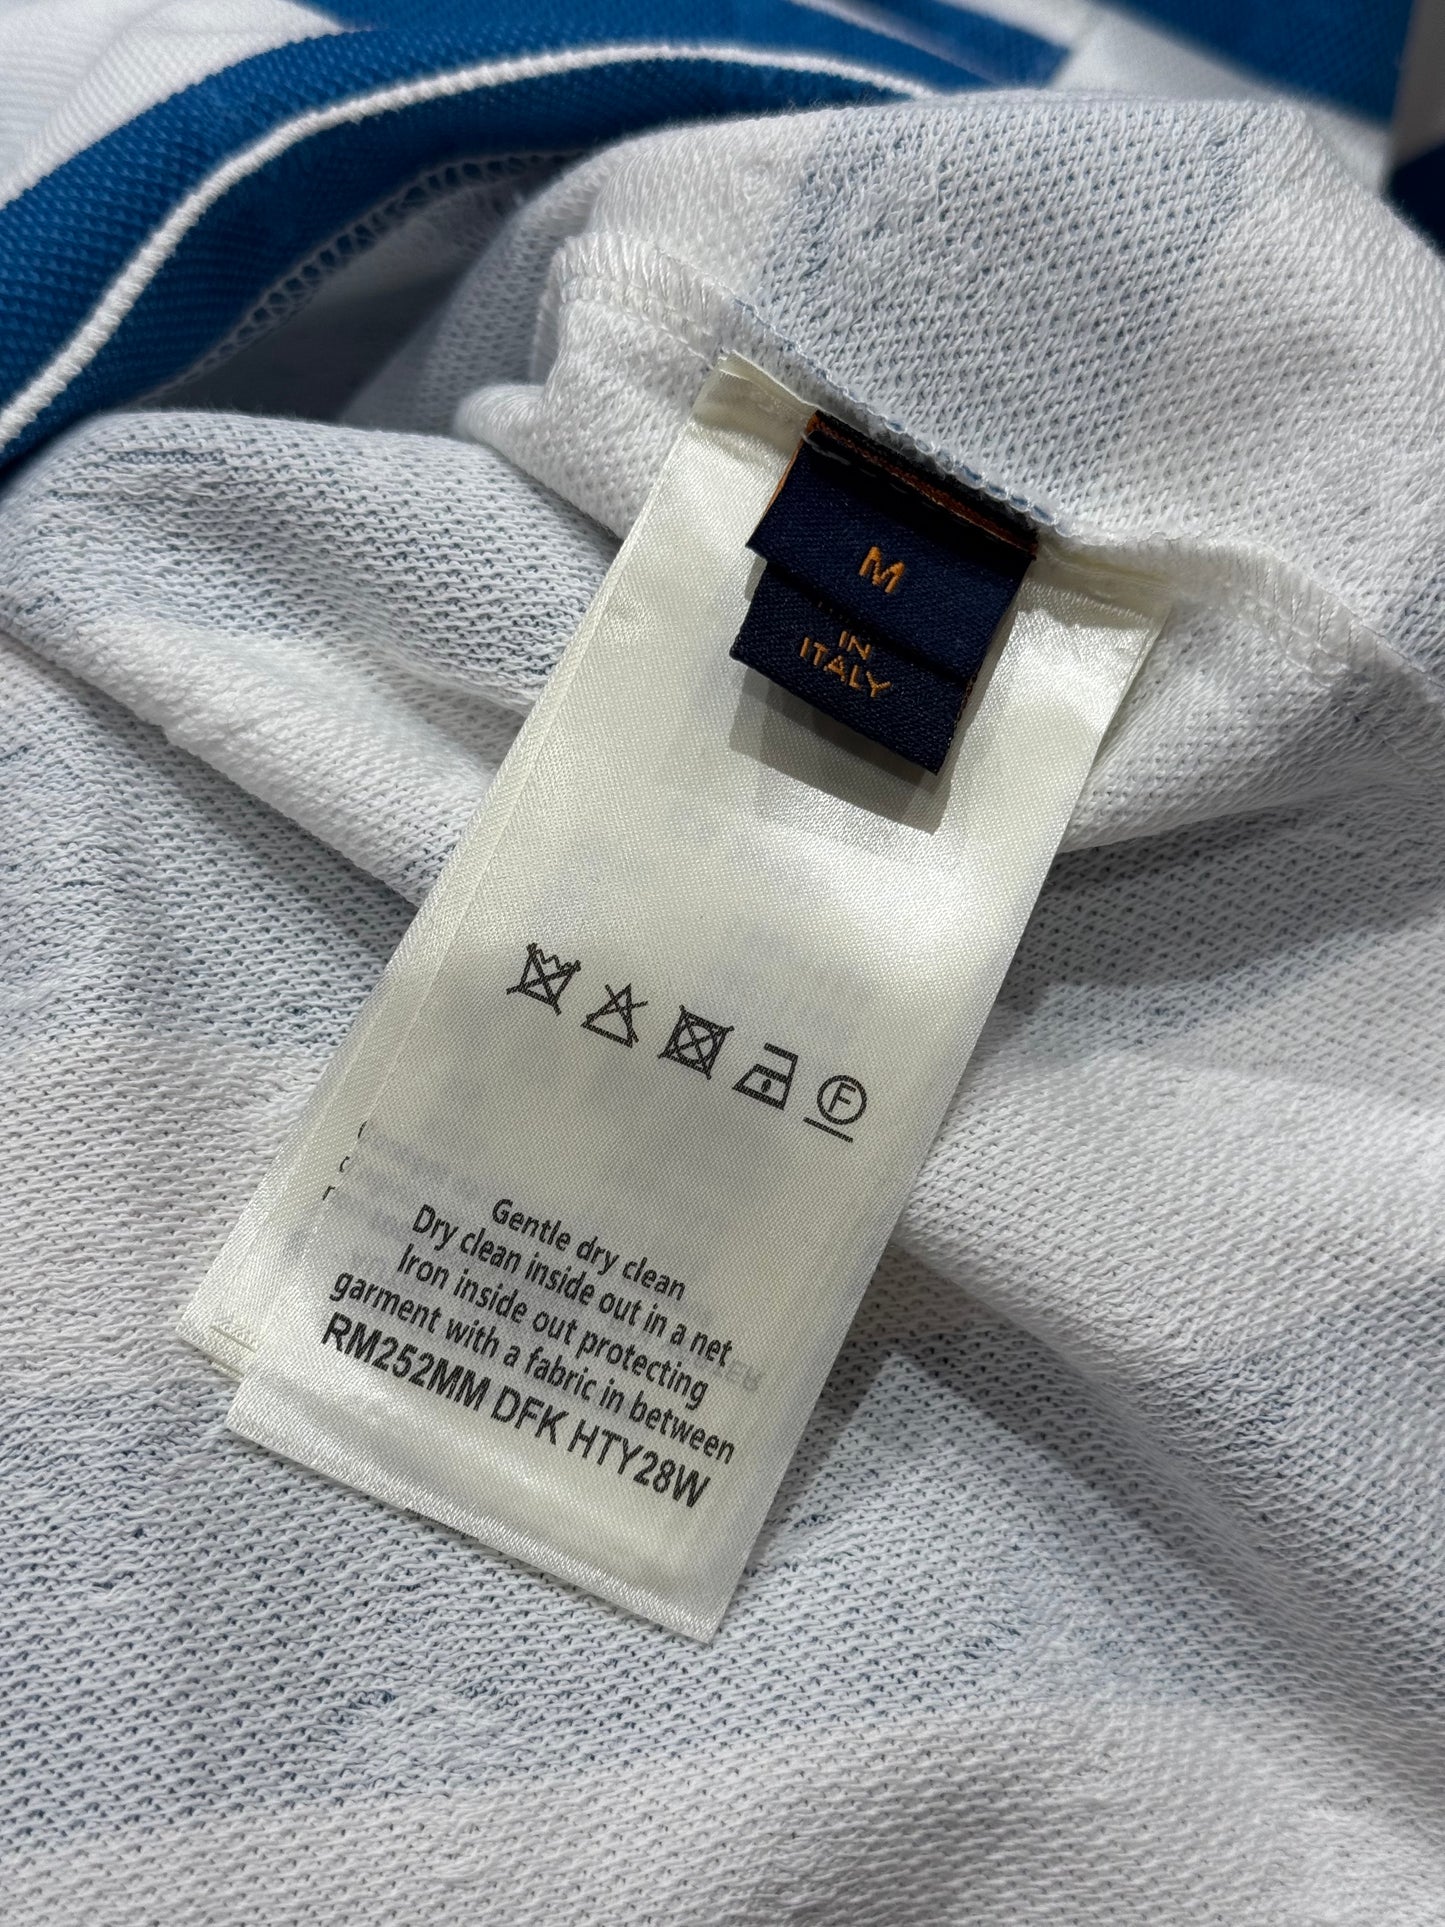 M
IN
ITALY
F
Gentle dry clean
Dry clean inside out in a net
Iron inside out protecting
garment with a fabric in between
RM252MM DFK HTY28W